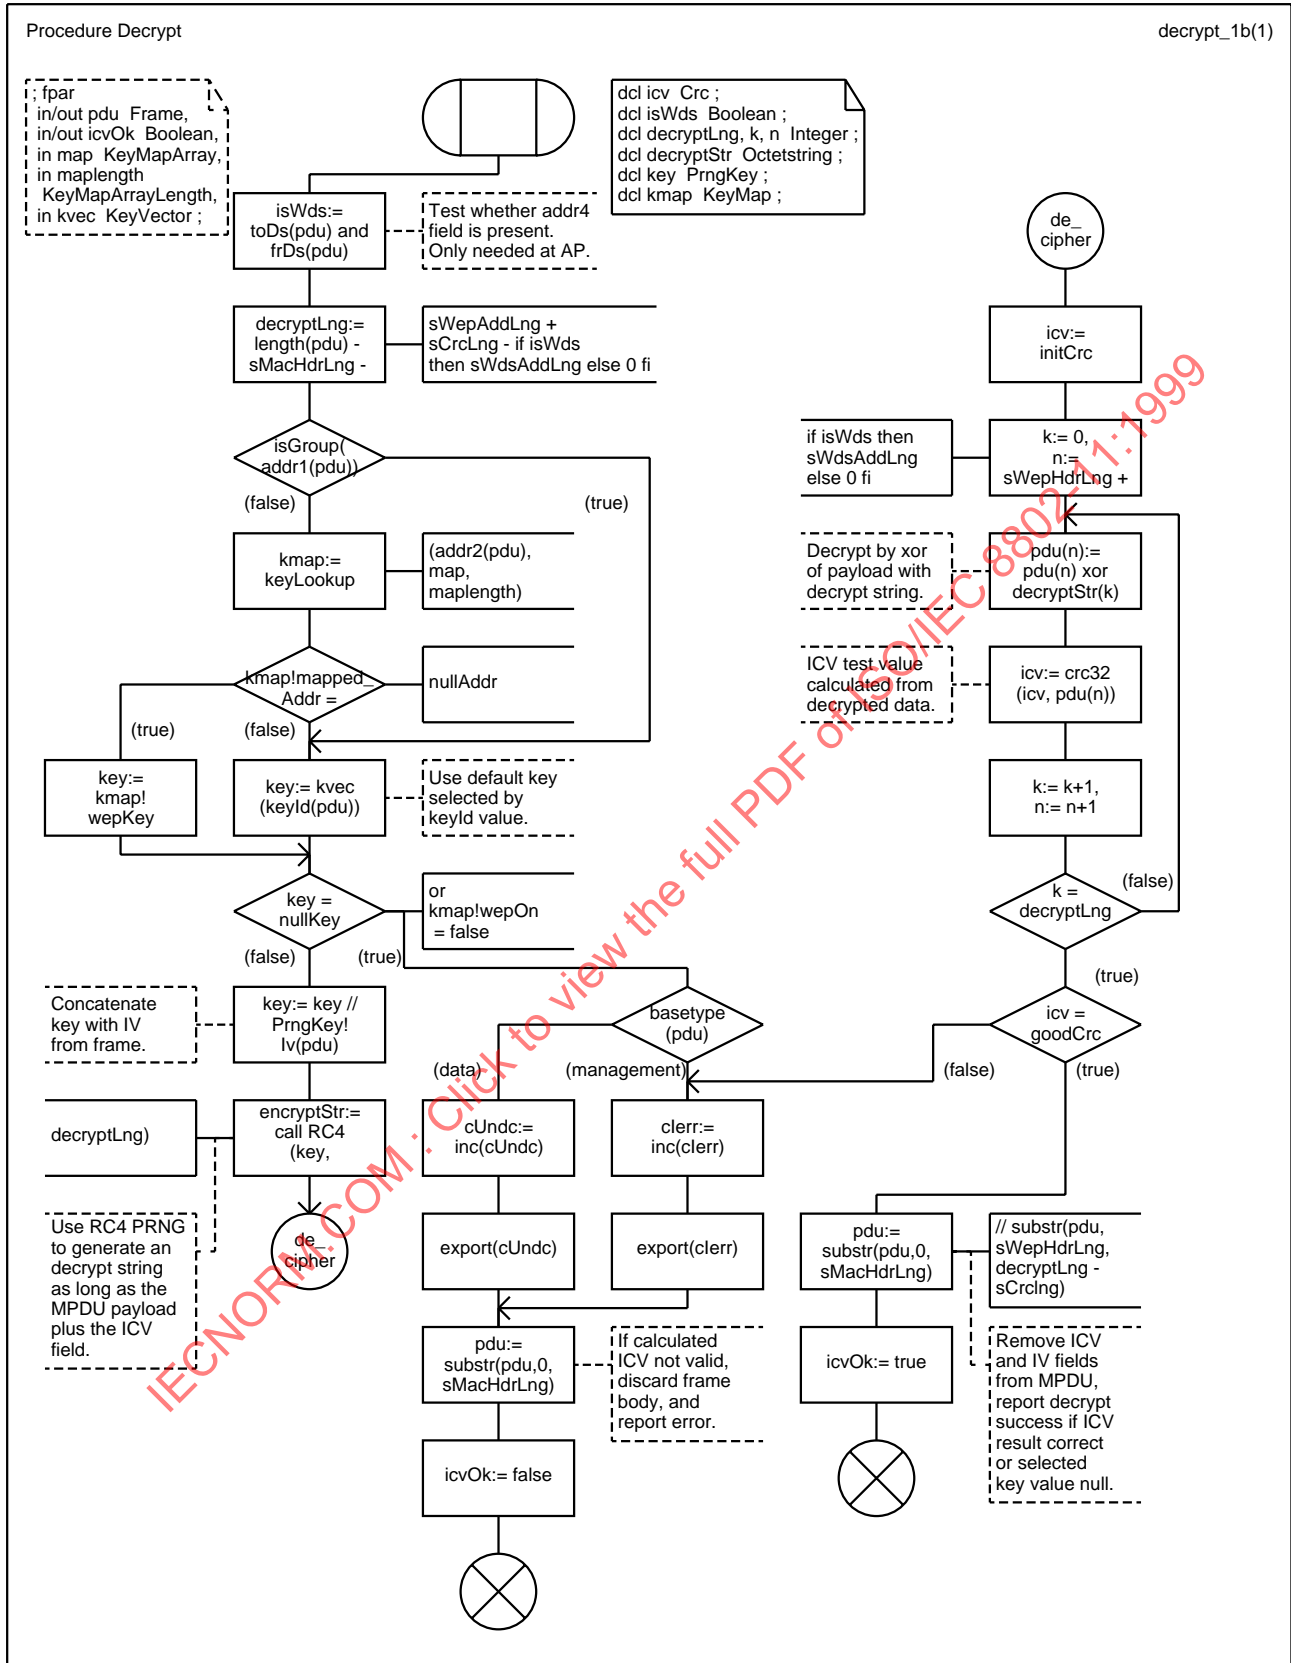 Procedure Decrypt
decrypt_1b(1)
; fpar
in/out pdu Frame,
in/out icvOk Boolean,
in map KeyMapArray,
in maplength
KeyMapArrayLength,
in kvec KeyVector ;
dcl icv Crc ;
dcl isWds Boolean ;
dcl decryptLng, k, n Integer ;
dcl decryptStr Octetstring ;
dcl key PrngKey ;
dcl kmap KeyMap ;
isWds:=
toDs(pdu) and
frDs(pdu)
Test whether addr4
field is present.
Only needed at AP.
decryptLng:=
length(pdu) -
sMacHdrLng -
sWepAddLng +
sCrcLng - if isWds
then sWdsAddLng else 0 fi
isGroup(
addr1(pdu))
(false)
(true)
kmap:=
keyLookup
(addr2(pdu),
map,
maplength)
kmap!mapped_
Addr =
nullAddr
(true)
(false)
key:=
kmap!
wepKey
key:= kvec
(keyId(pdu))
Use default key
selected by
keyId value.
key =
nullKey
or
kmap!wepOn
= false
(false)
(true)
Concatenate
key with IV
from frame.
key:= key //
PrngKey!
Iv(pdu)
basetype
(pdu)
(data)
(management)
decryptLng)
encryptStr:=
call RC4
(key,
Use RC4 PRNG
to generate an
decrypt string
as long as the
MPDU payload
plus the ICV
field.
de_
cipher
cUndc:=
inc(cUndc)
cIerr:=
inc(cIerr)
export(cUndc)
export(cIerr)
pdu:=
substr(pdu,0,
sMacHdrLng)
If calculated
ICV not valid,
discard frame
body, and
report error.
icvOk:= false
de_
cipher
icv:=
initCrc
if isWds then
sWdsAddLng
else 0 fi
k:= 0,
n:=
sWepHdrLng +
Decrypt by xor
of payload with
decrypt string.
pdu(n):=
pdu(n) xor
decryptStr(k)
ICV test value
calculated from
decrypted data.
icv:= crc32
(icv, pdu(n))
k:= k+1,
n:= n+1
k =
decryptLng
(false)
(true)
icv =
goodCrc
(false)
(true)
pdu:=
substr(pdu,0,
sMacHdrLng)
// substr(pdu,
sWepHdrLng,
decryptLng -
sCrclng)
icvOk:= true
Remove ICV
and IV fields
from MPDU,
report decrypt
success if ICV
result correct
or selected
key value null.
IECNORM.COM : Click to view the full PDF of ISO/IEC 8802-11:1999